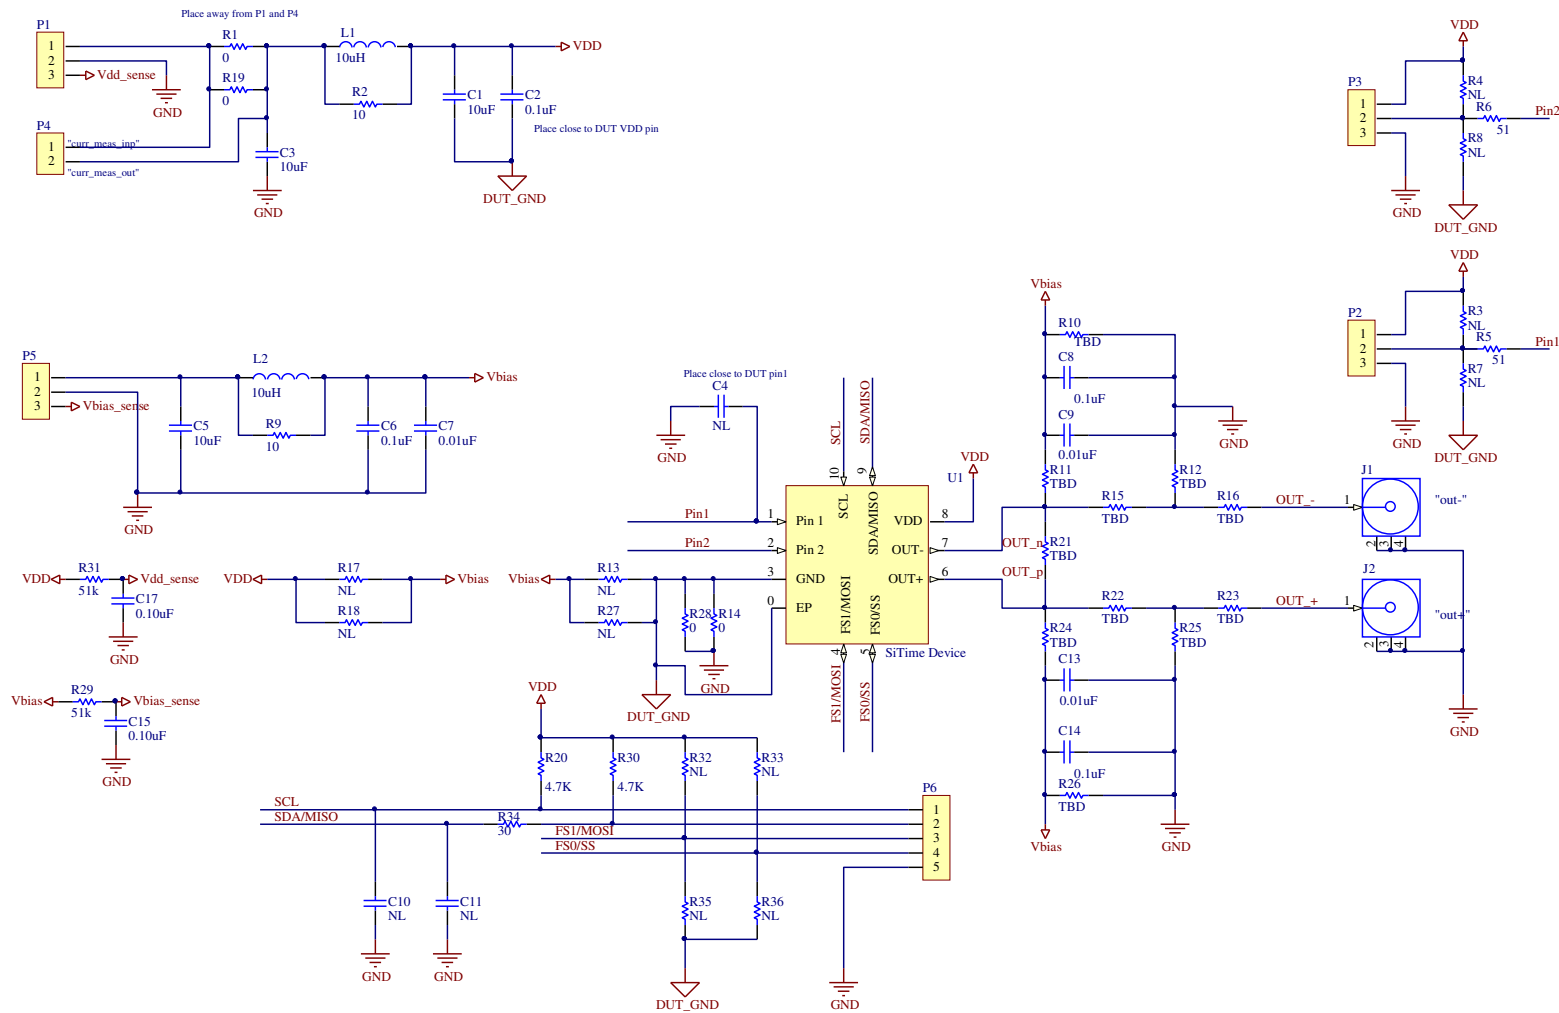 Place away from P1 and P4
P1
1
2
3
Vdd_sense
GND
R1
0
R19
0
L1
10uH
R2
10
C1
10uF
C2
0.1uF
VDD
Place close to DUT VDD pin
DUT_GND
P4
1
2
"curr_meas_inp"
"curr_meas_out"
C3
10uF
GND
VDD
P3
1
2
3
R4
NL
R6
51
Pin2
R8
NL
GND
DUT_GND
VDD
P2
1
2
3
R3
NL
R5
51
Pin1
R7
NL
GND
DUT_GND
P5
1
2
3
Vbias_sense
L2
10uH
R9
10
C5
10uF
C6
0.1uF
C7
0.01uF
Vbias
GND
Place close to DUT pin1
C4
NL
GND
SCL
SDA/MISO
10
9
VDD
U1
Pin1
1
Pin 1
Pin2
2
Pin 2
3
GND
0
EP
SCL
SDA/MISO
VDD
8
OUT-
7
OUT+
6
FS1/MOSI
FS0/SS
4
5
SiTime Device
FS1/MOSI
FS0/SS
OUT_n
OUT_p
Vbias
R10
TBD
C8
0.1uF
C9
0.01uF
GND
R11
TBD
R12
TBD
R15
TBD
R16
TBD
OUT_-
J1
1
2
3
4
"out-"
R21
TBD
R22
TBD
R23
TBD
OUT_+
J2
1
2
3
4
"out+"
GND
R24
TBD
R25
TBD
C13
0.01uF
C14
0.1uF
R26
TBD
Vbias
GND
VDD
R31
51k
Vdd_sense
C17
0.10uF
GND
VDD
R17
NL
R18
NL
Vbias
Vbias
R13
NL
R27
NL
R28
0
R14
0
GND
DUT_GND
Vbias
R29
51k
Vbias_sense
C15
0.10uF
GND
VDD
R20
4.7K
R30
4.7K
R32
NL
R33
NL
SCL
SDA/MISO
R34
30
FS1/MOSI
FS0/SS
P6
1
2
3
4
5
C10
NL
C11
NL
R35
NL
R36
NL
GND
GND
DUT_GND
GND